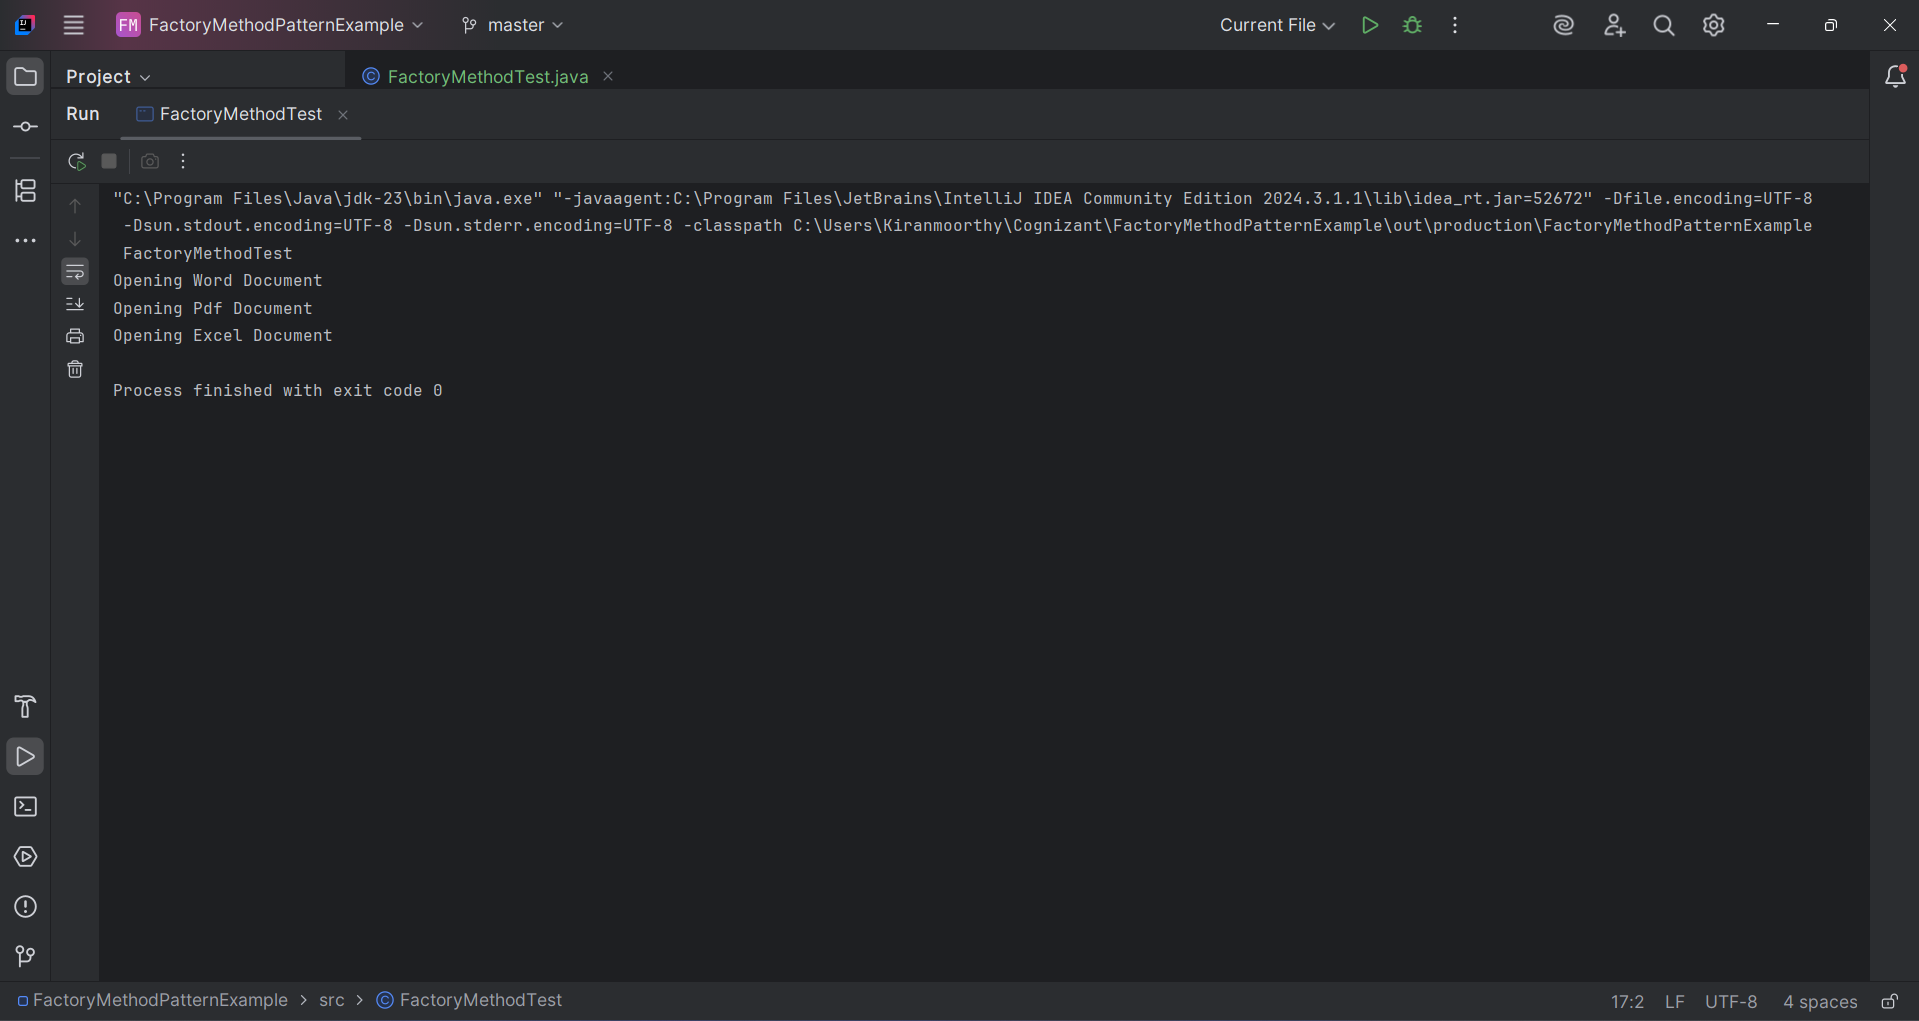 FM FactoryMethodPatternExample master Current File
Project FactoryMethodTest.java
Run FactoryMethodTest
"C:\Program Files\Java\jdk-23\bin\java.exe" "-javaagent:C:\Program Files\JetBrains\IntelliJ IDEA Community Edition 2024.3.1.1\lib\idea_rt.jar=52672" -Dfile.encoding=UTF-8
-Dsun.stdout.encoding=UTF-8 -Dsun.stderr.encoding=UTF-8 -classpath C:\Users\Kiranmoorthy\Cognizant\FactoryMethodPatternExample\out\production\FactoryMethodPatternExample
FactoryMethodTest
Opening Word Document
Opening Pdf Document
Opening Excel Document
Process finished with exit code 0
FactoryMethodPatternExample > src > FactoryMethodTest 17:2 LF UTF-8 4 spaces